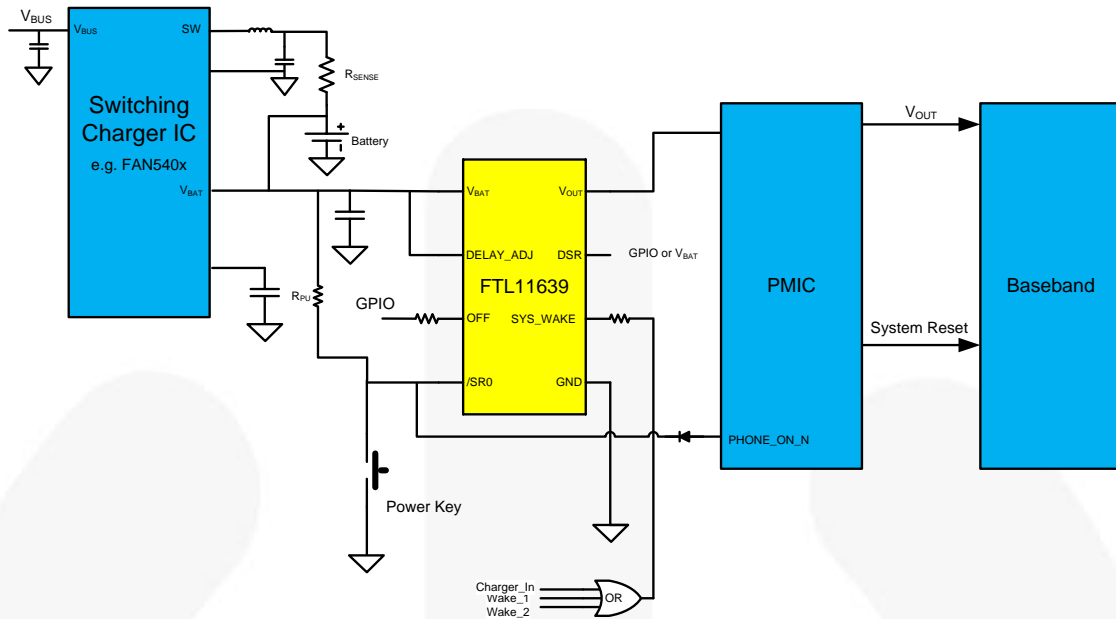 VBUS
VBUS
SW
RSENSE
Switching
Charger IC
e.g. FAN540x
+
Battery
-
VBAT
VBAT
VOUT
VOUT
DELAY_ADJ
DSR
GPIO or VBAT
FTL11639
PMIC
Baseband
RPU
GPIO
OFF
SYS_WAKE
System Reset
/SR0
GND
PHONE_ON_N
Power Key
Charger_In
Wake_1
Wake_2
OR